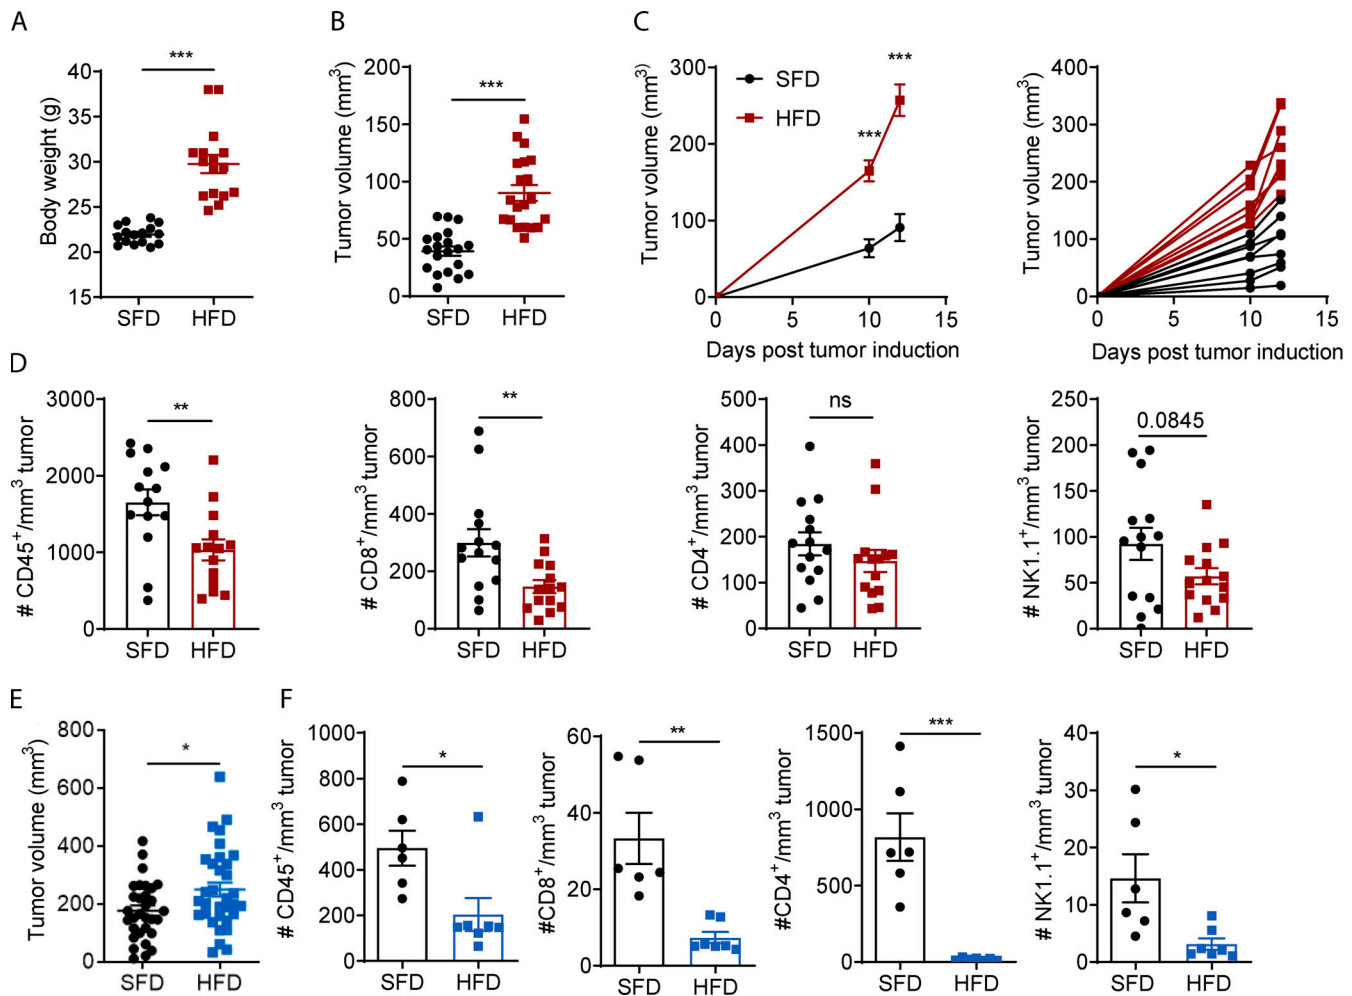 A
Body weight (g)
***
40
35
30
25
20
15
SFD HFD
B
Tumor volume (mm³)
***
200
150
100
50
0
SFD HFD
C
Tumor volume (mm³)
300
200
100
0
SFD
HFD
***
***
0 5 10 15
Days post tumor induction
Tumor volume (mm³)
400
300
200
100
0
0 5 10 15
Days post tumor induction
D
# CD45⁺/mm³ tumor
**
3000
2000
1000
0
SFD HFD
# CD8⁺/mm³ tumor
**
800
600
400
200
0
SFD HFD
# CD4⁺/mm³ tumor
ns
500
400
300
200
100
0
SFD HFD
# NK1.1⁺/mm³ tumor
0.0845
250
200
150
100
50
0
SFD HFD
E
Tumor volume (mm³)
*
800
600
400
200
0
SFD HFD
F
# CD45⁺/mm³ tumor
*
1000
800
600
400
200
0
SFD HFD
#CD8⁺/mm³ tumor
**
60
40
20
0
SFD HFD
#CD4⁺/mm³ tumor
***
1500
1000
500
0
SFD HFD
# NK1.1⁺/mm³ tumor
*
40
30
20
10
0
SFD HFD